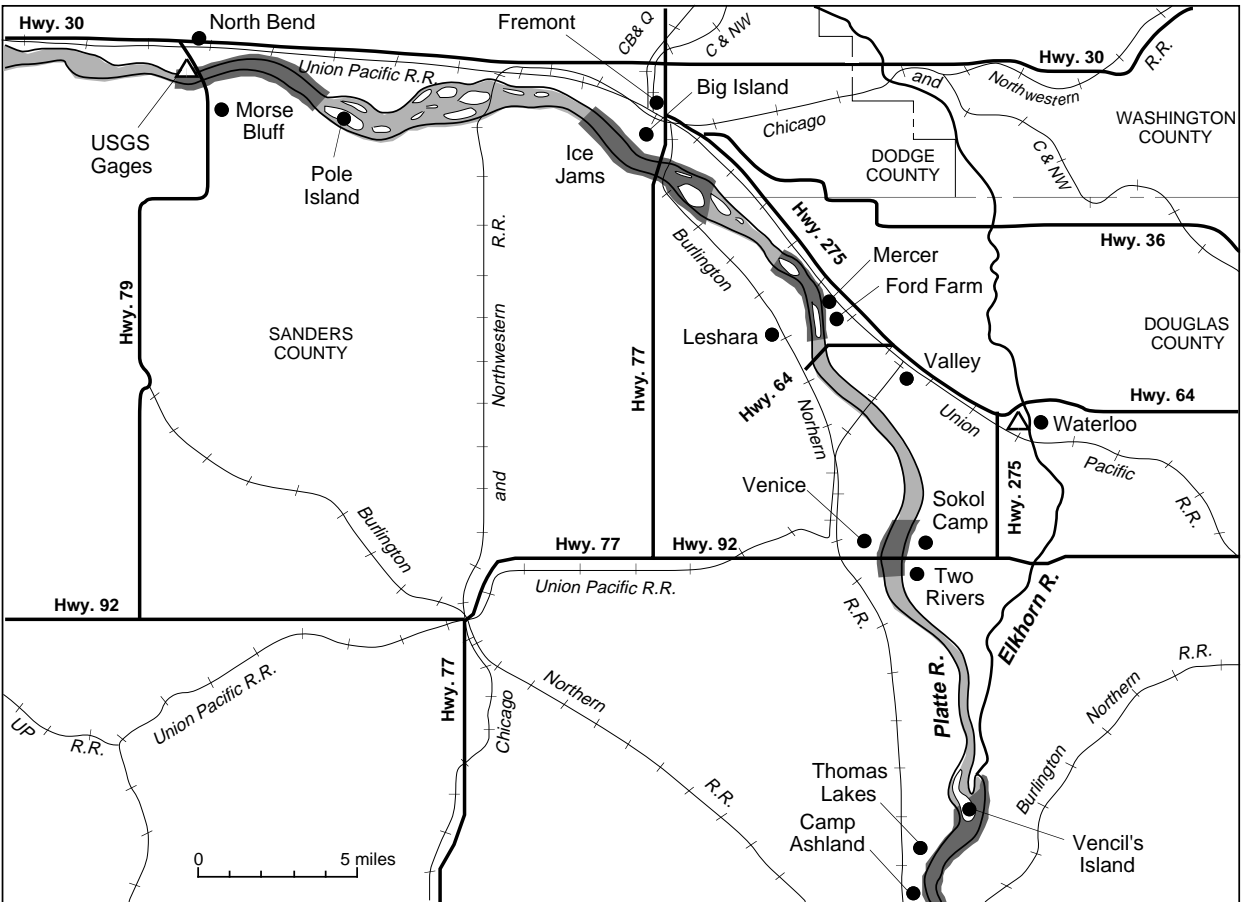 Hwy. 30
North Bend
Fremont
CB& Q
C & NW
Hwy. 30
R.R.
Union Pacific R.R.
Big Island
and
Northwestern
Chicago
WASHINGTON
COUNTY
Morse
Bluff
USGS
Gages
Pole
Island
Ice
Jams
DODGE
COUNTY
C & NW
R.R.
Burlington
Hwy. 275
Hwy. 36
Mercer
Ford Farm
Hwy. 79
SANDERS
COUNTY
Northwestern
Leshara
DOUGLAS
COUNTY
Hwy. 77
Hwy. 64
Valley
Hwy. 64
Northern
Union
Waterloo
Pacific
R.R.
and
Venice
Sokol
Camp
Hwy. 275
Burlington
Hwy. 77
Hwy. 92
Union Pacific R.R.
Two
Rivers
Hwy. 92
R.R.
Elkhorn R.
Platte R.
R.R.
Northern
Burlington
Union Pacific R.R.
Hwy. 77
Chicago
Northern
R.R.
UP
R.R.
Thomas
Lakes
Camp
Ashland
Vencil's
Island
0
5 miles